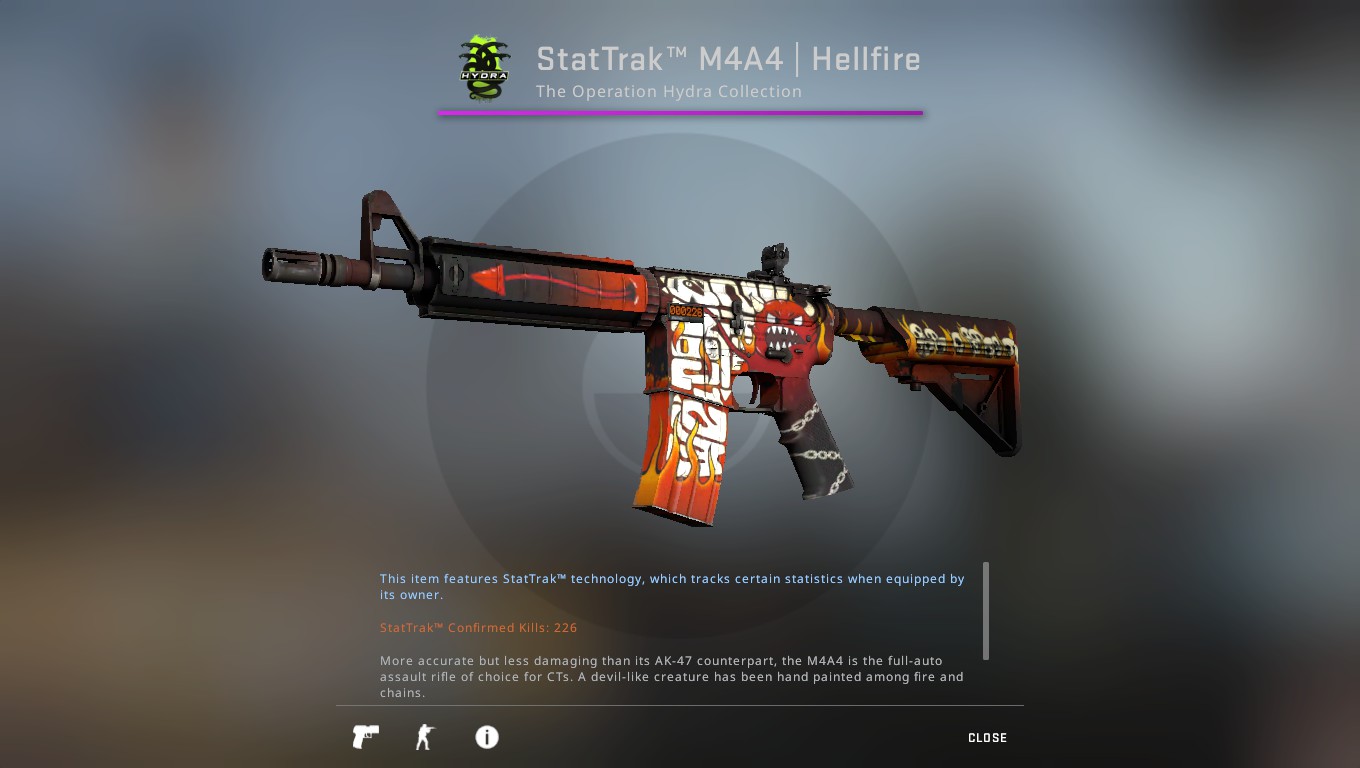 HYDRA
StatTrak™ M4A4 | Hellfire
The Operation Hydra Collection
000226
This item features StatTrak™ technology, which tracks certain statistics when equipped by
its owner.
StatTrak™ Confirmed Kills: 226
More accurate but less damaging than its AK-47 counterpart, the M4A4 is the full-auto
assault rifle of choice for CTs. A devil-like creature has been hand painted among fire and
chains.
CLOSE